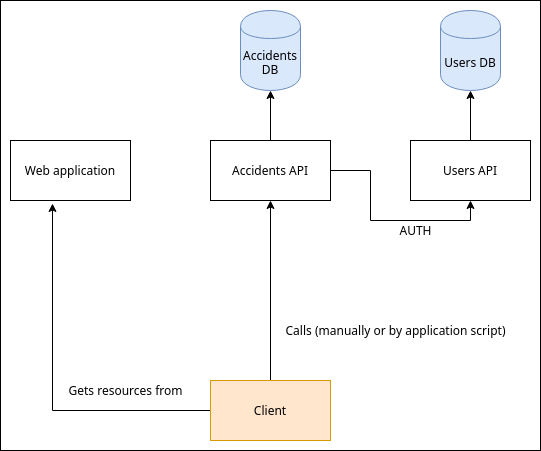 Accidents
DB
Users DB
Web application
Accidents API
Users API
AUTH
Calls (manually or by application script)
Gets resources from
Client